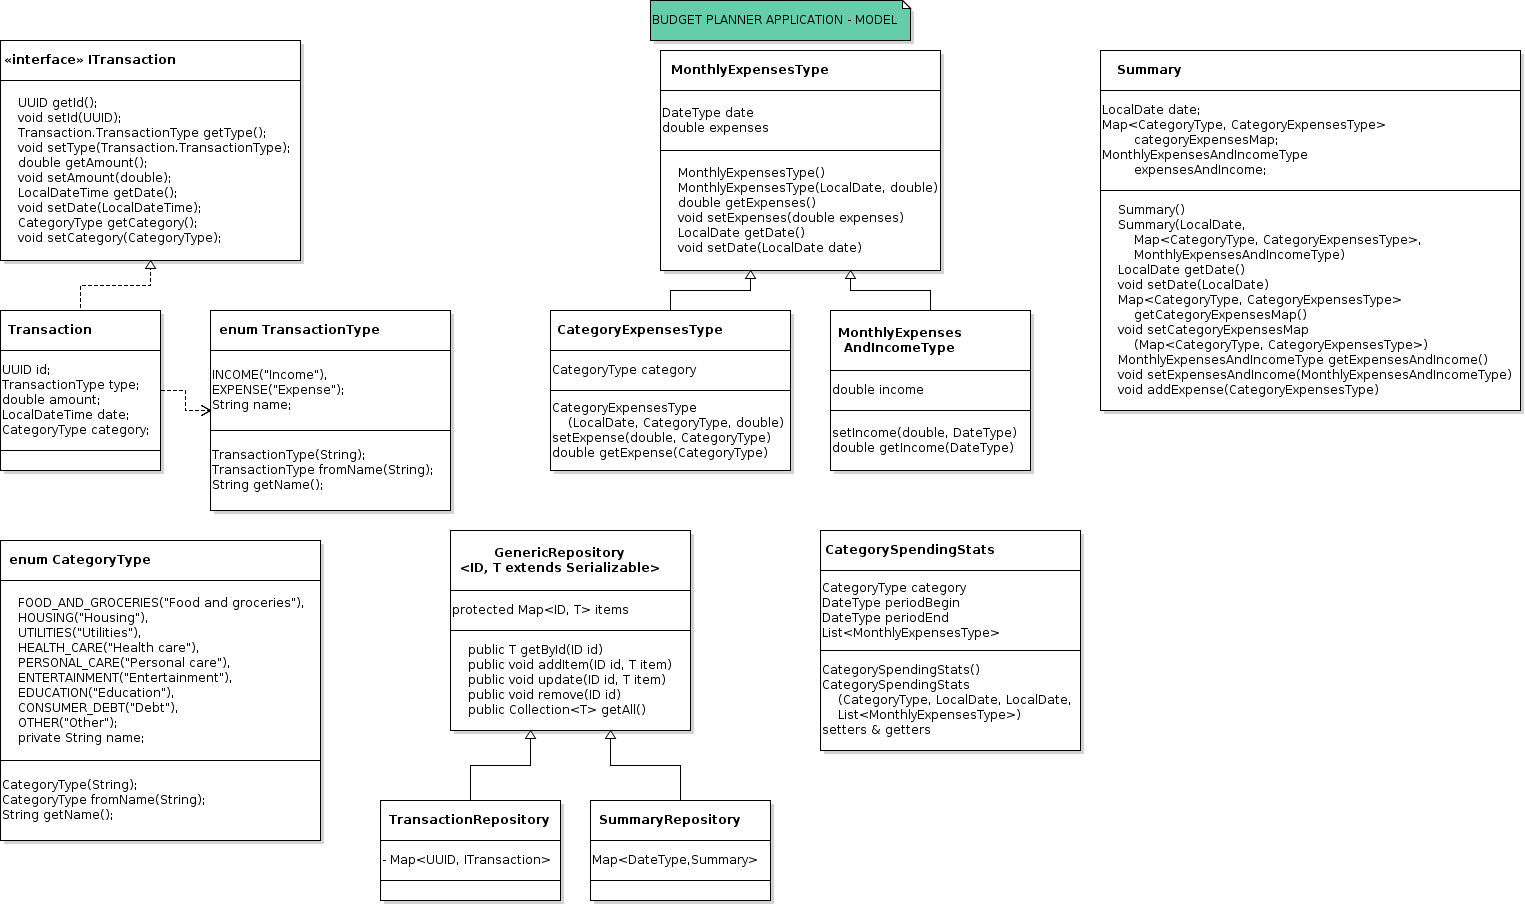 BUDGET PLANNER APPLICATION - MODEL
«interface» ITransaction
UUID getId();
void setId(UUID);
Transaction.TransactionType getType();
void setType(Transaction.TransactionType);
double getAmount();
void setAmount(double);
LocalDateTime getDate();
void setDate(LocalDateTime);
CategoryType getCategory();
void setCategory(CategoryType);
MonthlyExpensesType
DateType date
double expenses
MonthlyExpensesType()
MonthlyExpensesType(LocalDate, double)
double getExpenses()
void setExpenses(double expenses)
LocalDate getDate()
void setDate(LocalDate date)
Summary
LocalDate date;
Map<CategoryType, CategoryExpensesType>
categoryExpensesMap;
MonthlyExpensesAndIncomeType
expensesAndIncome;
Summary()
Summary(LocalDate,
Map<CategoryType, CategoryExpensesType>,
MonthlyExpensesAndIncomeType)
LocalDate getDate()
void setDate(LocalDate)
Map<CategoryType, CategoryExpensesType>
getCategoryExpensesMap()
void setCategoryExpensesMap
(Map<CategoryType, CategoryExpensesType>)
MonthlyExpensesAndIncomeType getExpensesAndIncome()
void setExpensesAndIncome(MonthlyExpensesAndIncomeType)
void addExpense(CategoryExpensesType)
Transaction
UUID id;
TransactionType type;
double amount;
LocalDateTime date;
CategoryType category;
enum TransactionType
INCOME("Income"),
EXPENSE("Expense");
String name;
TransactionType(String);
TransactionType fromName(String);
String getName();
CategoryExpensesType
CategoryType category
CategoryExpensesType
(LocalDate, CategoryType, double)
setExpense(double, CategoryType)
double getExpense(CategoryType)
MonthlyExpenses
AndIncomeType
double income
setIncome(double, DateType)
double getIncome(DateType)
enum CategoryType
FOOD_AND_GROCERIES("Food and groceries"),
HOUSING("Housing"),
UTILITIES("Utilities"),
HEALTH_CARE("Health care"),
PERSONAL_CARE("Personal care"),
ENTERTAINMENT("Entertainment"),
EDUCATION("Education"),
CONSUMER_DEBT("Debt"),
OTHER("Other");
private String name;
CategoryType(String);
CategoryType fromName(String);
String getName();
GenericRepository
<ID, T extends Serializable>
protected Map<ID, T> items
public T getById(ID id)
public void addItem(ID id, T item)
public void update(ID id, T item)
public void remove(ID id)
public Collection<T> getAll()
CategorySpendingStats
CategoryType category
DateType periodBegin
DateType periodEnd
List<MonthlyExpensesType>
CategorySpendingStats()
CategorySpendingStats
(CategoryType, LocalDate, LocalDate,
List<MonthlyExpensesType>)
setters & getters
TransactionRepository
- Map<UUID, ITransaction>
SummaryRepository
Map<DateType,Summary>